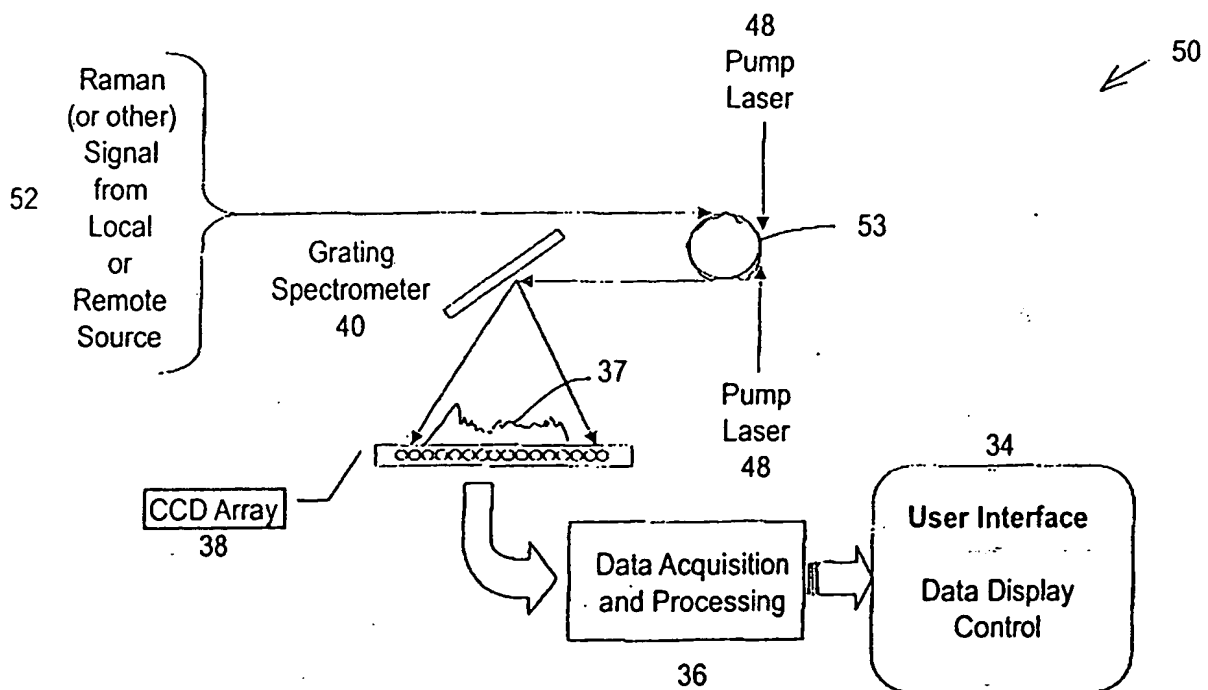 48
Pump
Laser
50
Raman
(or other)
Signal
from
Local
or
Remote
Source
52
53
Grating
Spectrometer
40
37
Pump
Laser
48
CCD Array
38
Data Acquisition
and Processing
36
34
User Interface
Data Display
Control